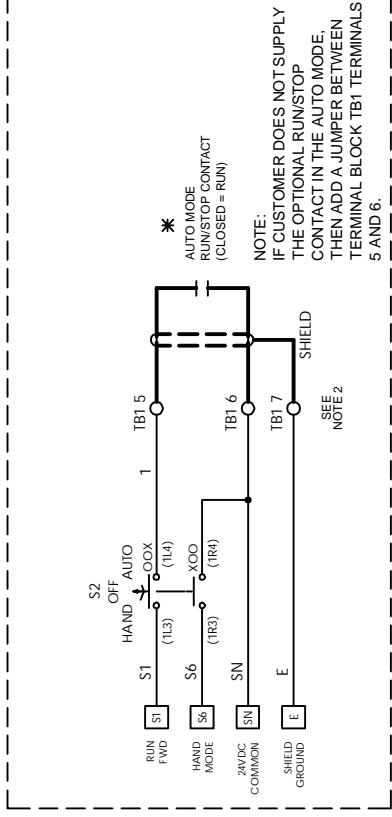 S2
OFF
HAND AUTO
RUN
FWD
S1
S1
(1L3)
OOX
(1L4)
1
TB1 5
HAND
MODE
S6
S6
(1R3)
XOO
(1R4)
24VDC
COMMON
SN
SN
TB1 6
SHIELD
GROUND
E
E
TB1 7
SEE
NOTE 2
SHIELD
*
AUTO MODE
RUN/STOP CONTACT
(CLOSED = RUN)
NOTE:
IF CUSTOMER DOES NOT SUPPLY
THE OPTIONAL RUN/STOP
CONTACT IN THE AUTO MODE,
THEN ADD A JUMPER BETWEEN
TERMINAL BLOCK TB1 TERMINALS
5 AND 6.